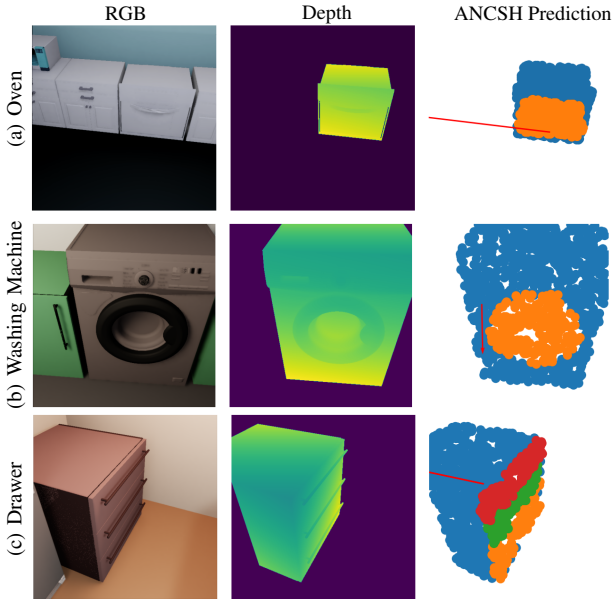 RGB
Depth
ANCSH Prediction
(a) Oven
(b) Washing Machine
(c) Drawer